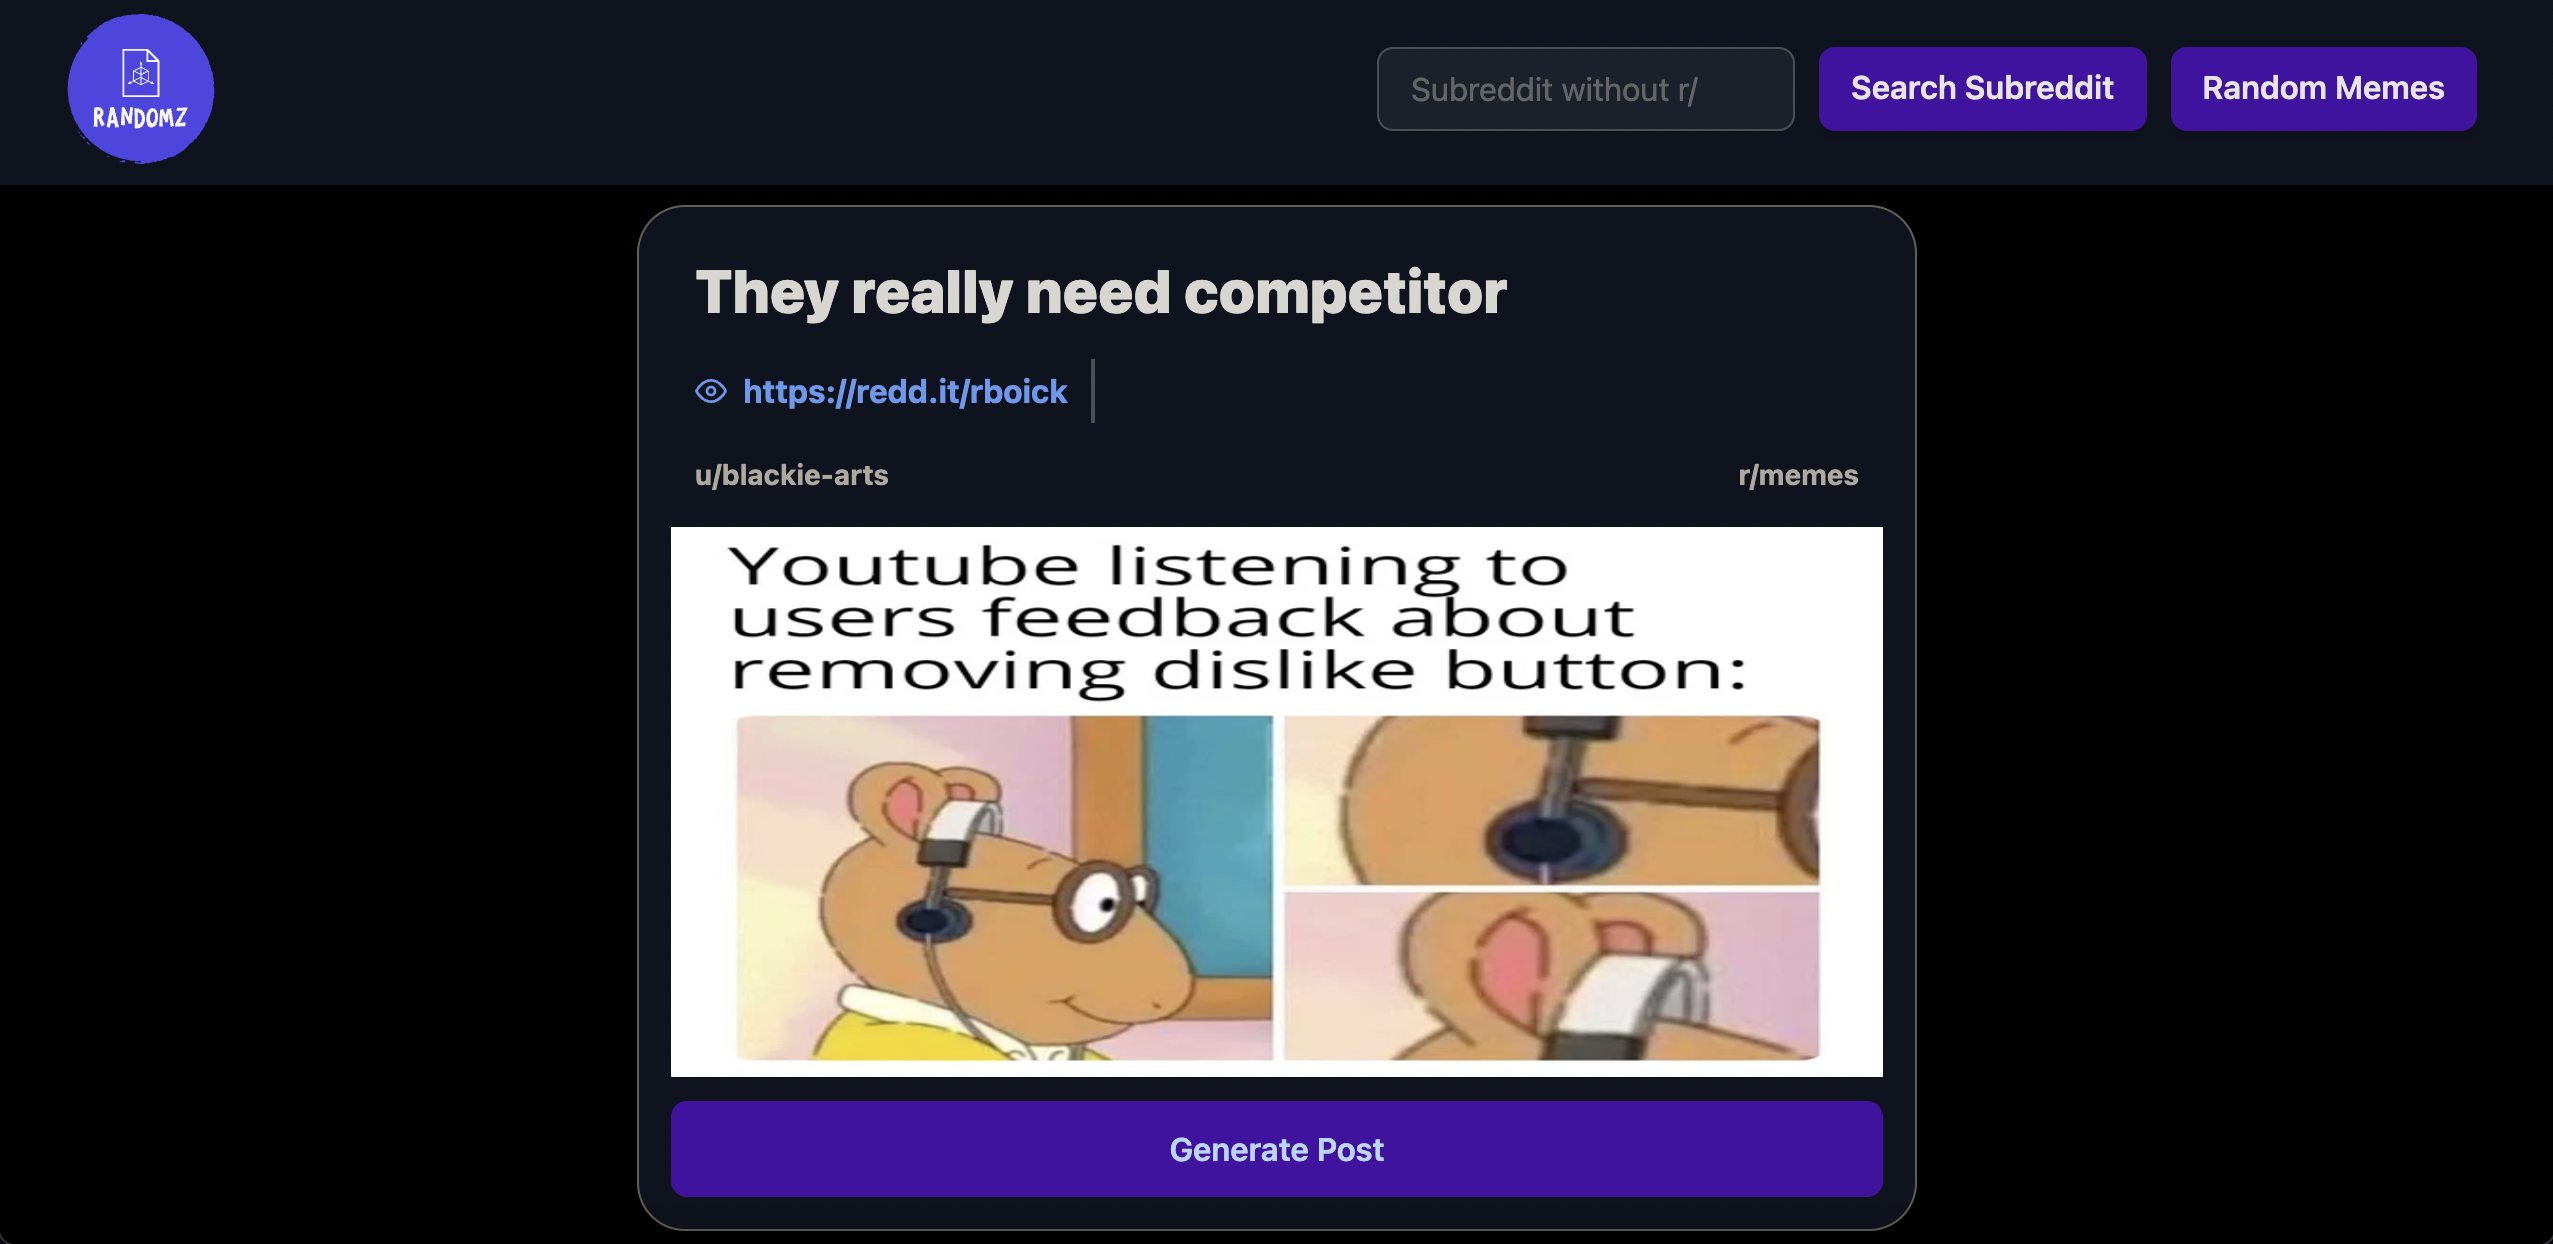 RANDOMZ
Subreddit without r/
Search Subreddit
Random Memes
They really need competitor
https://redd.it/rboick
u/blackie-arts
r/memes
Youtube listening to
users feedback about
removing dislike button:
Generate Post